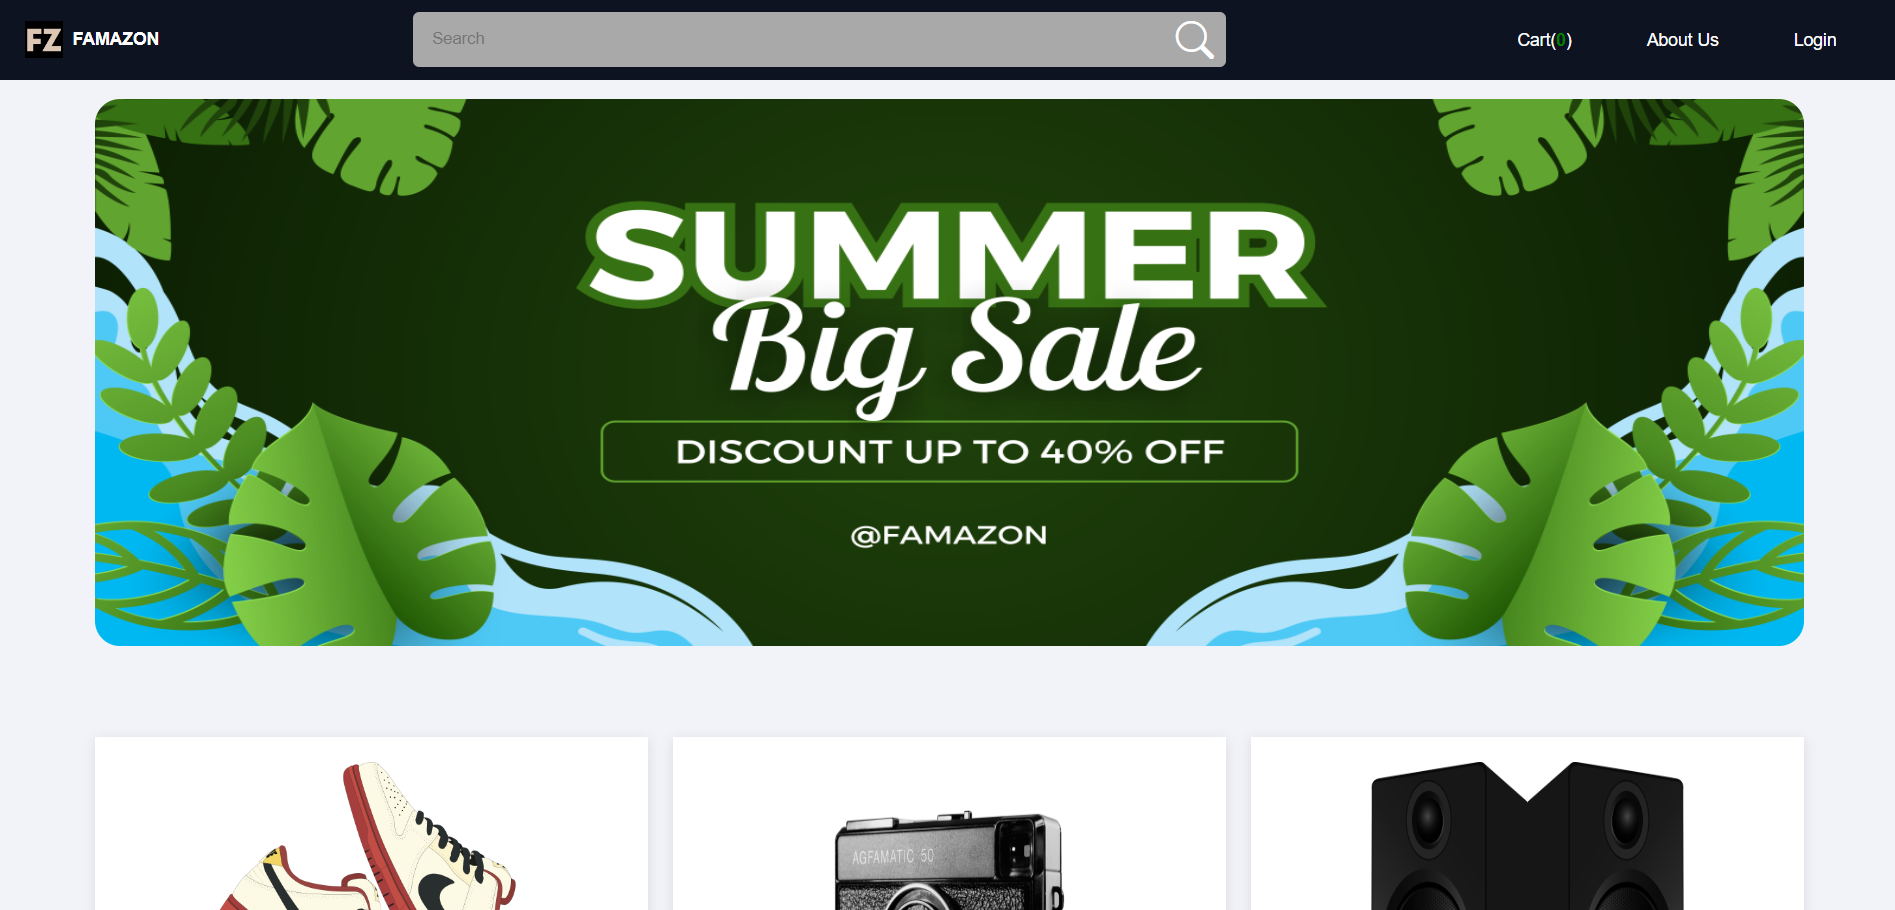 FZ FAMAZON
Search
Cart(0)
About Us
Login
SUMMER
Big Sale
DISCOUNT UP TO 40% OFF
@FAMAZON
AGFAMATIC 50